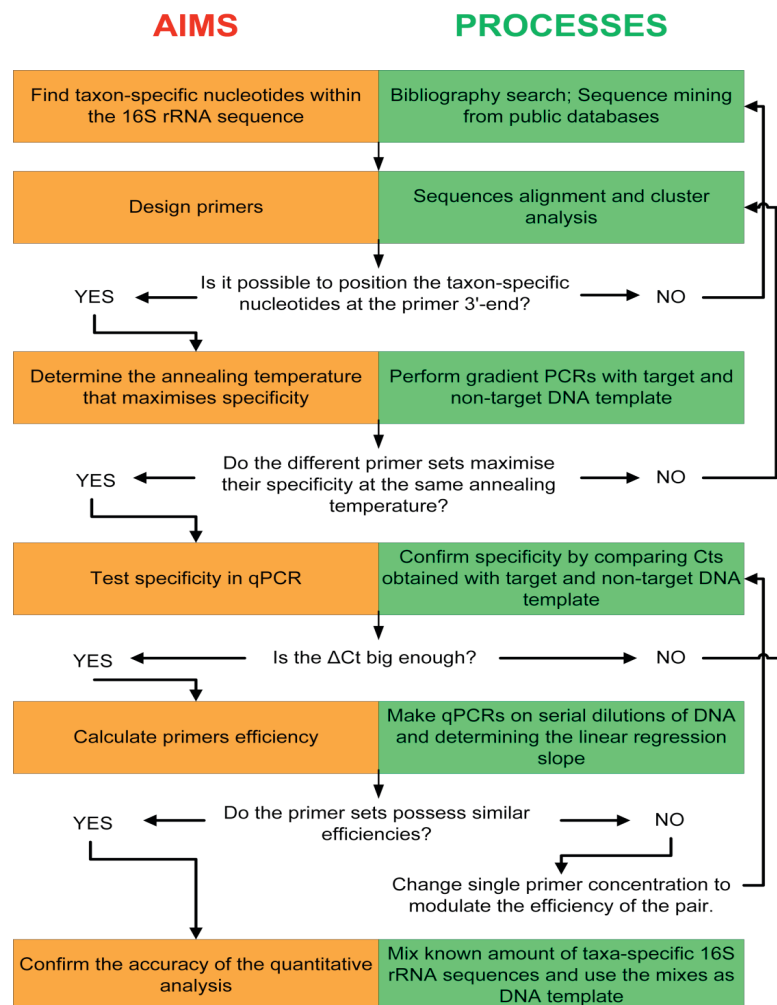 AIMS
PROCESSES
Find taxon-specific nucleotides within
the 16S rRNA sequence
Bibliography search; Sequence mining
from public databases
Design primers
Sequences alignment and cluster
analysis
YES
Is it possible to position the taxon-specific
nucleotides at the primer 3'-end?
NO
Determine the annealing temperature
that maximises specificity
Perform gradient PCRs with target and
non-target DNA template
YES
Do the different primer sets maximise
their specificity at the same annealing
temperature?
NO
Test specificity in qPCR
Confirm specificity by comparing Cts
obtained with target and non-target DNA
template
YES
Is the ΔCt big enough?
NO
Calculate primers efficiency
Make qPCRs on serial dilutions of DNA
and determining the linear regression
slope
YES
Do the primer sets possess similar
efficiencies?
NO
Change single primer concentration to
modulate the efficiency of the pair.
Confirm the accuracy of the quantitative
analysis
Mix known amount of taxa-specific 16S
rRNA sequences and use the mixes as
DNA template